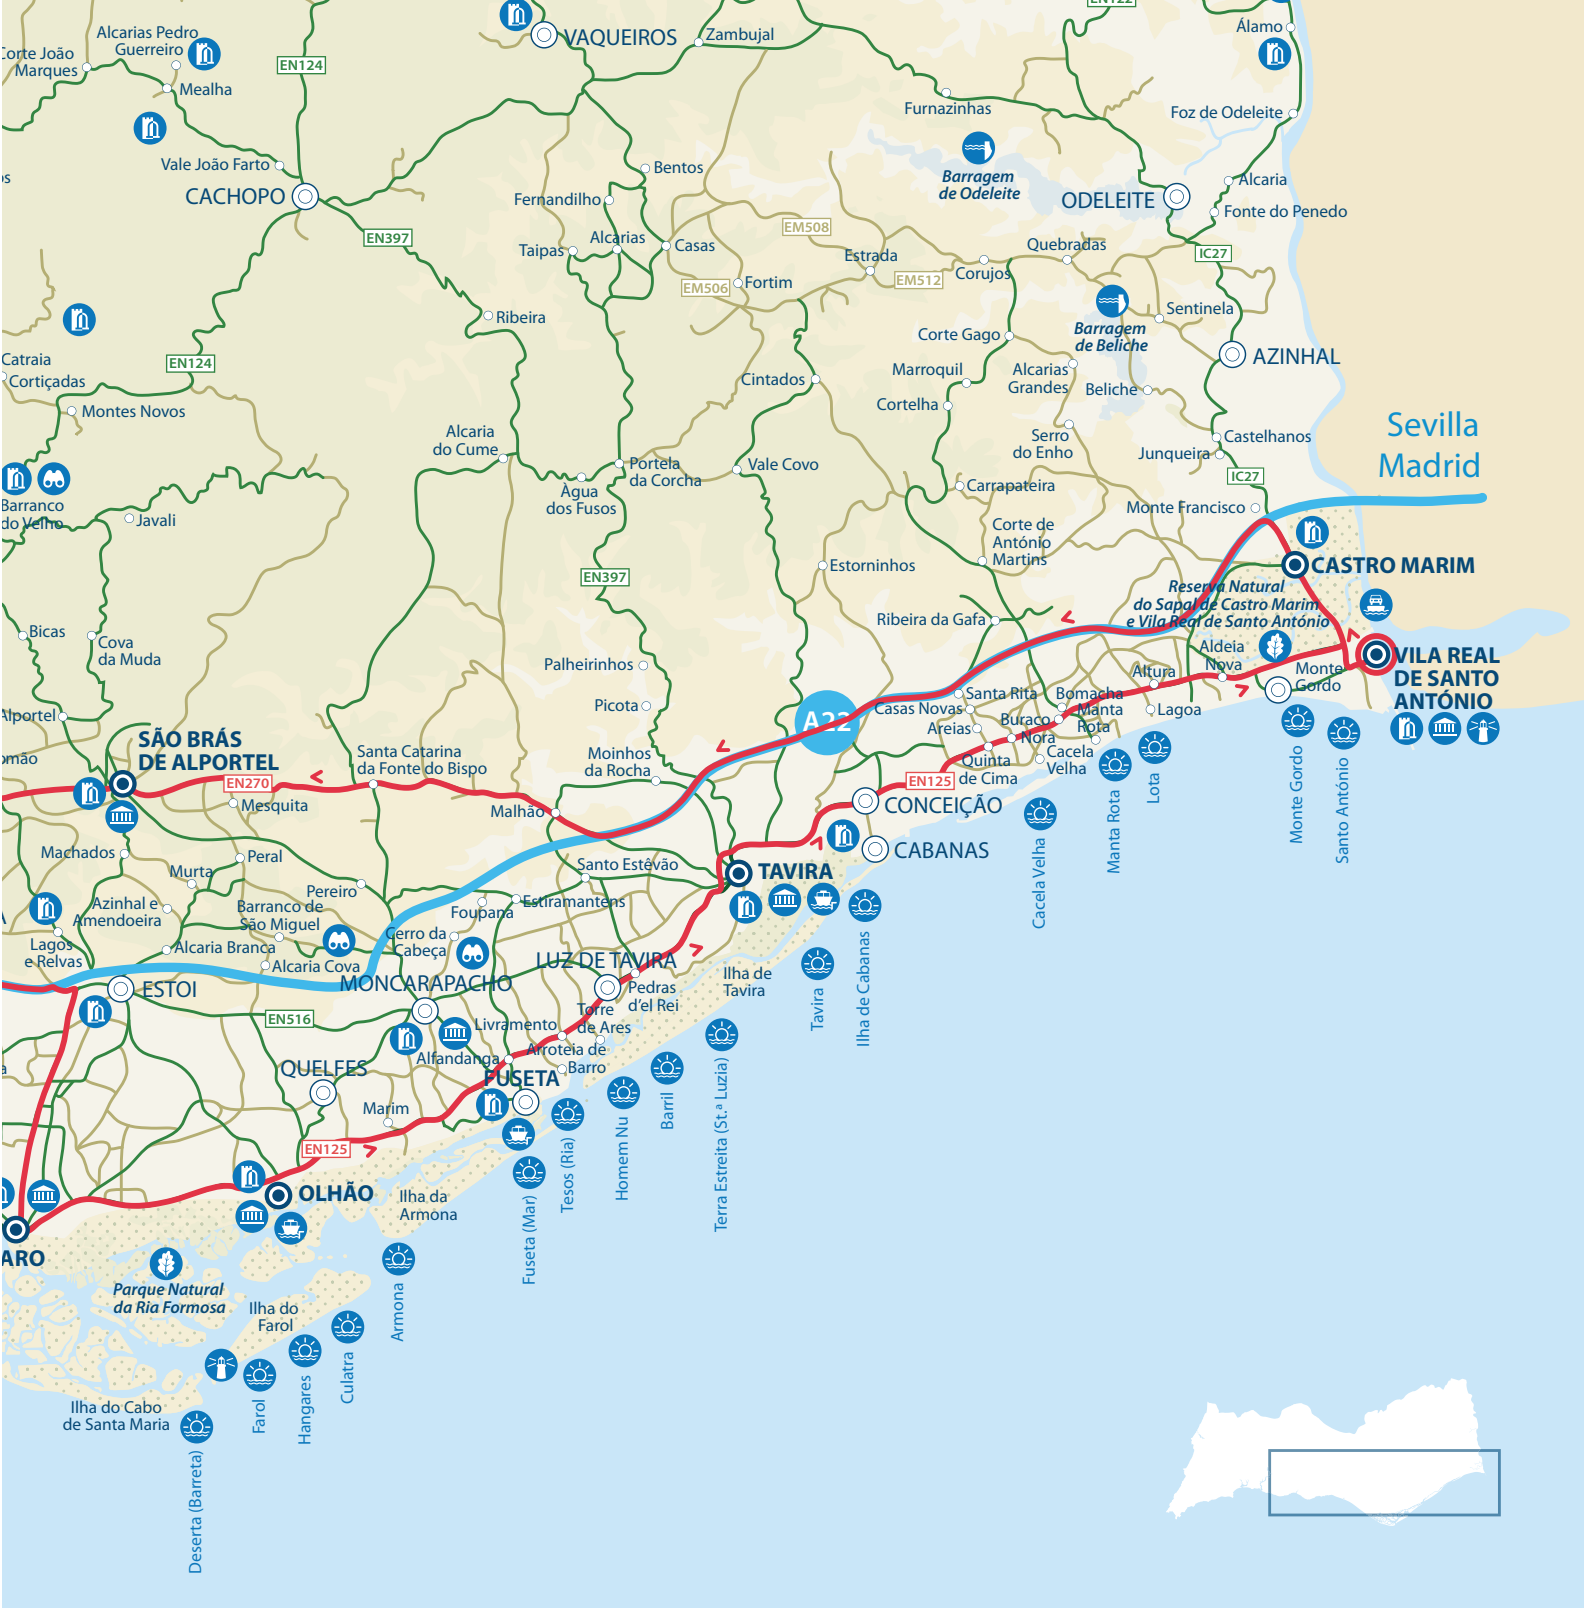 EN122
Álamo
Alcarias Pedro
Guerreiro
VAQUEIROS
Zambujal
Corte João
Marques
EN124
Mealha
Furnazinhas
Foz de Odeleite
Vale João Farto
Bentos
Barragem
de Odeleite
Alcaria
CACHOPO
Fernandilho
ODELEITE
Fonte do Penedo
EN397
Taipas
Alcarias
Casas
EM508
Estrada
Quebradas
IC27
EM506
Fortim
EM512
Corujos
Ribeira
Sentinela
Barragem
de Beliche
Corte Gago
EN124
Catraia
Cortiçadas
AZINHAL
Cintados
Marroquil
Alcarias
Grandes
Beliche
Montes Novos
Cortelha
Sevilla
Madrid
Alcaria
do Cume
Serro
do Enho
Castelhanos
Junqueira
Portela
da Corcha
Vale Covo
IC27
Àgua
dos Fusos
Carrapateira
Barranco
do Velho
Javali
Monte Francisco
Corte de
António
Martins
Estorninhos
CASTRO MARIM
EN397
Reserva Natural
do Sapal de Castro Marim
e Vila Real de Santo António
Ribeira da Gafa
Bicas
Cova
da Muda
Palheirinhos
Aldeia
Nova
VILA REAL
DE SANTO
ANTÓNIO
Altura
Monte
Gordo
Santa Rita
Bomacha
Casas Novas
Manta
Rota
Lagoa
Picota
Alportel
A22
Areias
Buraco
Nora
SÃO BRÁS
DE ALPORTEL
Santa Catarina
da Fonte do Bispo
Moinhos
da Rocha
Quinta
de Cima
Cacela
Velha
EN270
EN125
Mesquita
Malhão
CONCEIÇÃO
Monte Gordo
Santo António
Lota
Manta Rota
Cacela Velha
Machados
Peral
CABANAS
Murta
Santo Estêvão
TAVIRA
Pereiro
Azinhal e
Amendoeira
Barranco de
São Miguel
Foupana
Estiramantens
Lagos
e Relvas
Alcaria Branca
Cerro da
Cabeça
Alcaria Cova
LUZ DE TAVIRA
Ilha de
Tavira
ESTOI
MONCARAPACHO
Pedras
d'el Rei
Tavira
Ilha de Cabanas
EN516
Livramento
Torre
de Ares
Alfandanga
Arroteia de
Barro
QUELFES
FUSETA
Marim
Terra Estreita (St.ª Luzia)
Barril
Homem Nu
Tesos (Ria)
Fuseta (Mar)
EN125
OLHÃO
Ilha da
Armona
ARO
Parque Natural
da Ria Formosa
Ilha do
Farol
Armona
Culatra
Hangares
Farol
Ilha do Cabo
de Santa Maria
Deserta (Barreta)